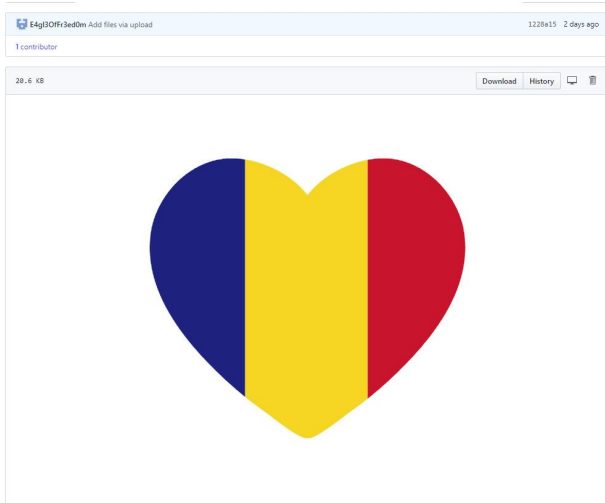 E4gl3OfFr3ed0m Add files via upload 1228a15 2 days ago
1 contributor
20.6 KB Download History